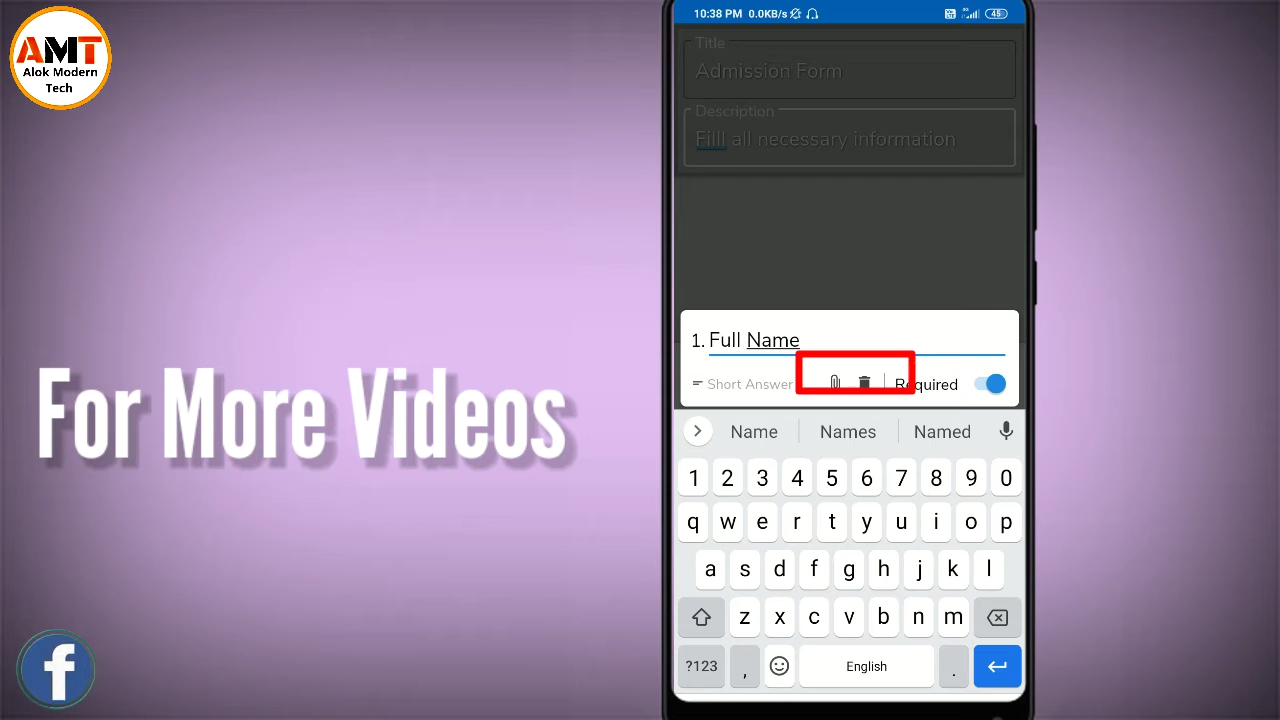 AMT
Alok Modern
Tech
For More Videos
10:38 PM 0.0KB/s
45
Title
Admission Form
Description
Filll all necessary information
1. Full Name
Short Answer
Required
Name Names Named
1 2 3 4 5 6 7 8 9 0
q w e r t y u i o p
a s d f g h j k l
z x c v b n m
?123 , English .
f